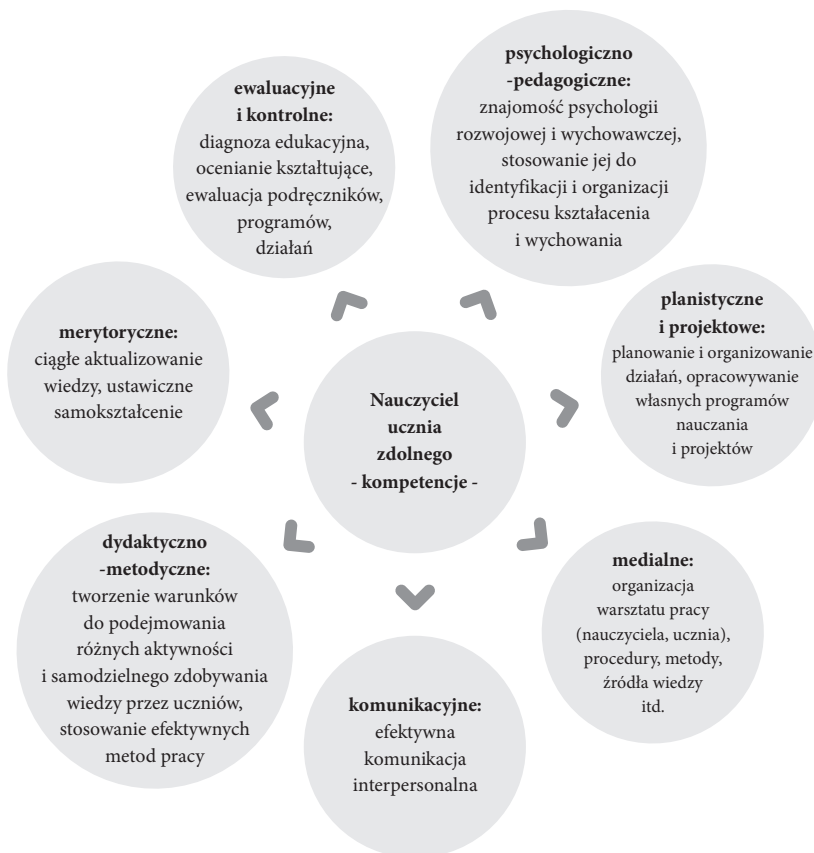 psychologiczno
-pedagogiczne:
znajomość psychologii
rozwojowej i wychowawczej,
stosowanie jej do
identyfikacji i organizacji
procesu kształacenia
i wychowania
ewaluacyjne
i kontrolne:
diagnoza edukacyjna,
ocenianie kształtujące,
ewaluacja podręczników,
programów,
działań
planistyczne
i projektowe:
planowanie i organizowanie
działań, opracowywanie
własnych programów
nauczania
i projektów
merytoryczne:
ciągłe aktualizowanie
wiedzy, ustawiczne
samokształcenie
Nauczyciel
ucznia
zdolnego
- kompetencje -
dydaktyczno
-metodyczne:
tworzenie warunków
do podejmowania
różnych aktywności
i samodzielnego zdobywania
wiedzy przez uczniów,
stosowanie efektywnych
metod pracy
medialne:
organizacja
warsztatu pracy
(nauczyciela, ucznia),
procedury, metody,
źródła wiedzy
itd.
komunikacyjne:
efektywna
komunikacja
interpersonalna